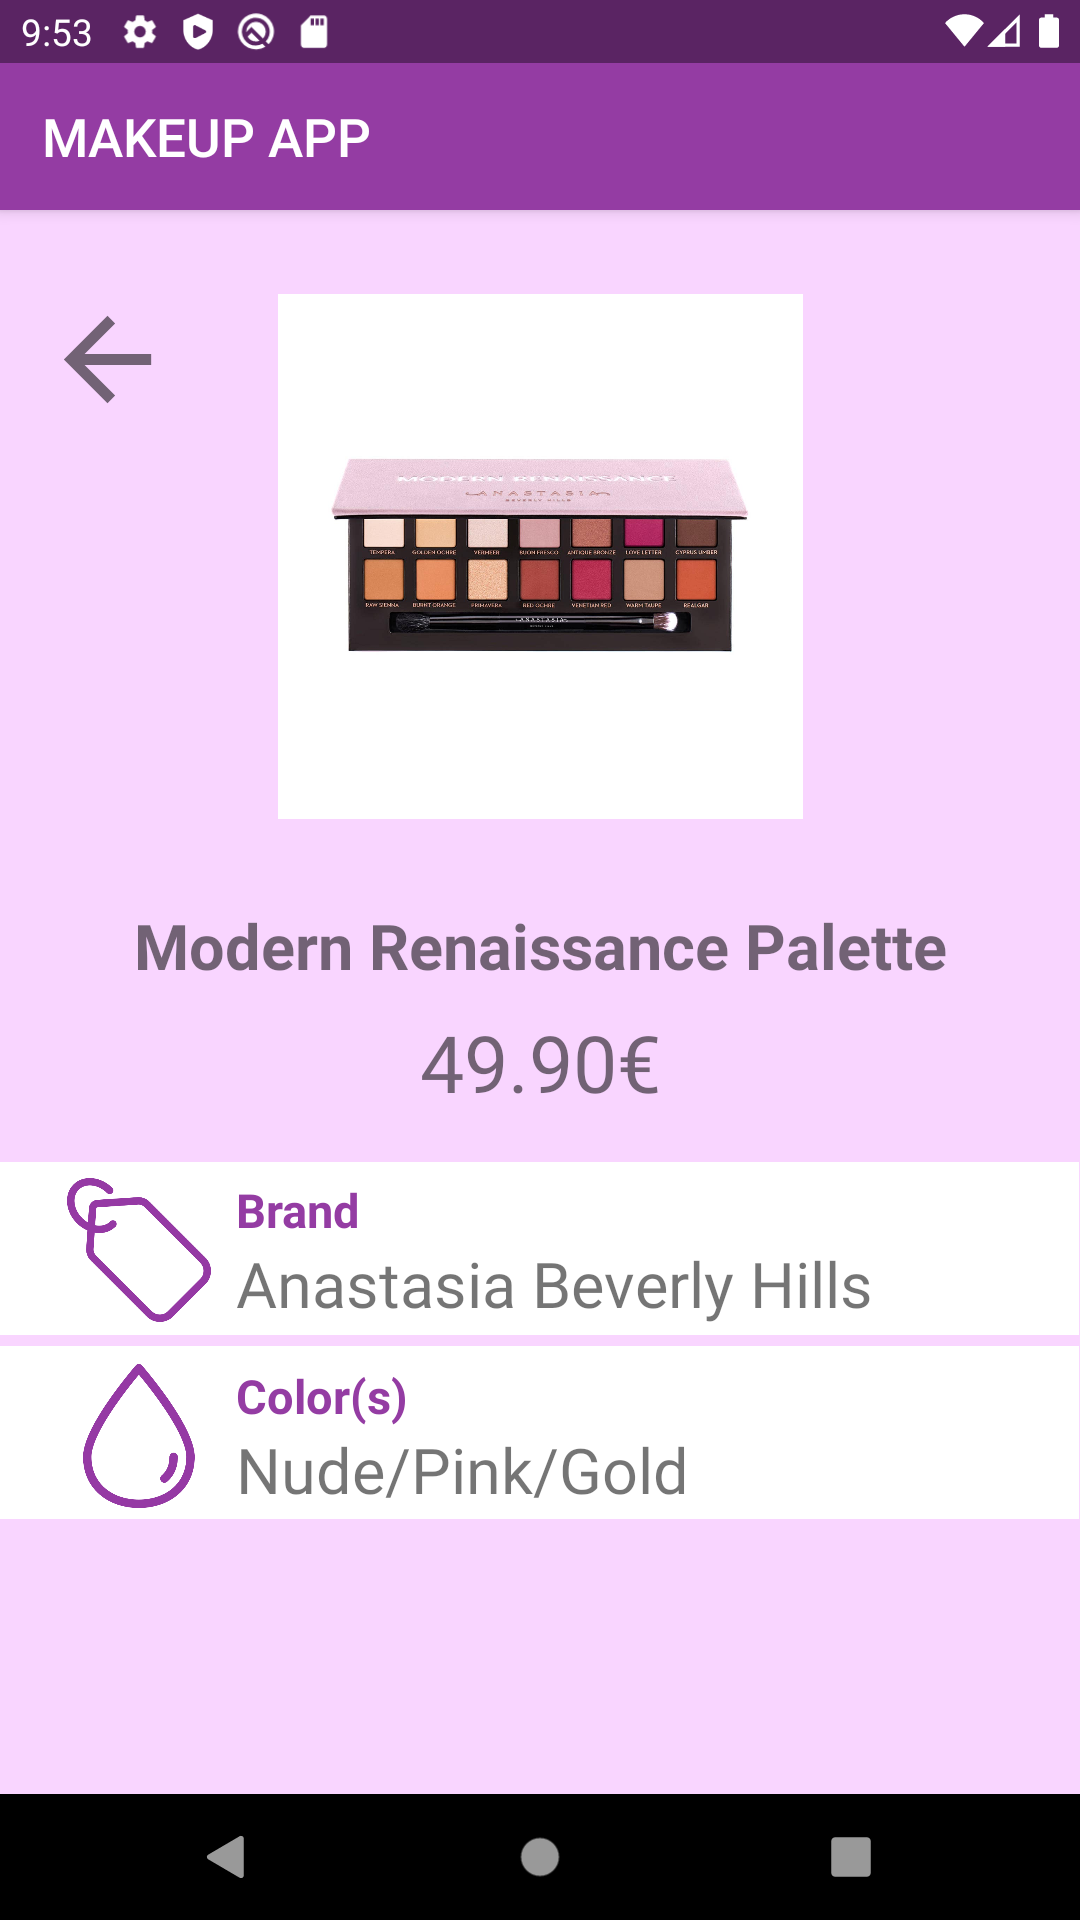 9:53
MAKEUP APP
MODERN RENAISSANCE
ANASTASIA
BEVERLY HILLS
TEMPERA GOLDEN OCHRE VERMEER BUON FRESCO ANTIQUE BRONZE LOVE LETTER CYPRUS UMBER
RAW SIENNA BURNT ORANGE PRIMAVERA RED OCHRE VENETIAN RED WARM TAUPE REALGAR
ANASTASIA
Modern Renaissance Palette
49.90€
Brand
Anastasia Beverly Hills
Color(s)
Nude/Pink/Gold